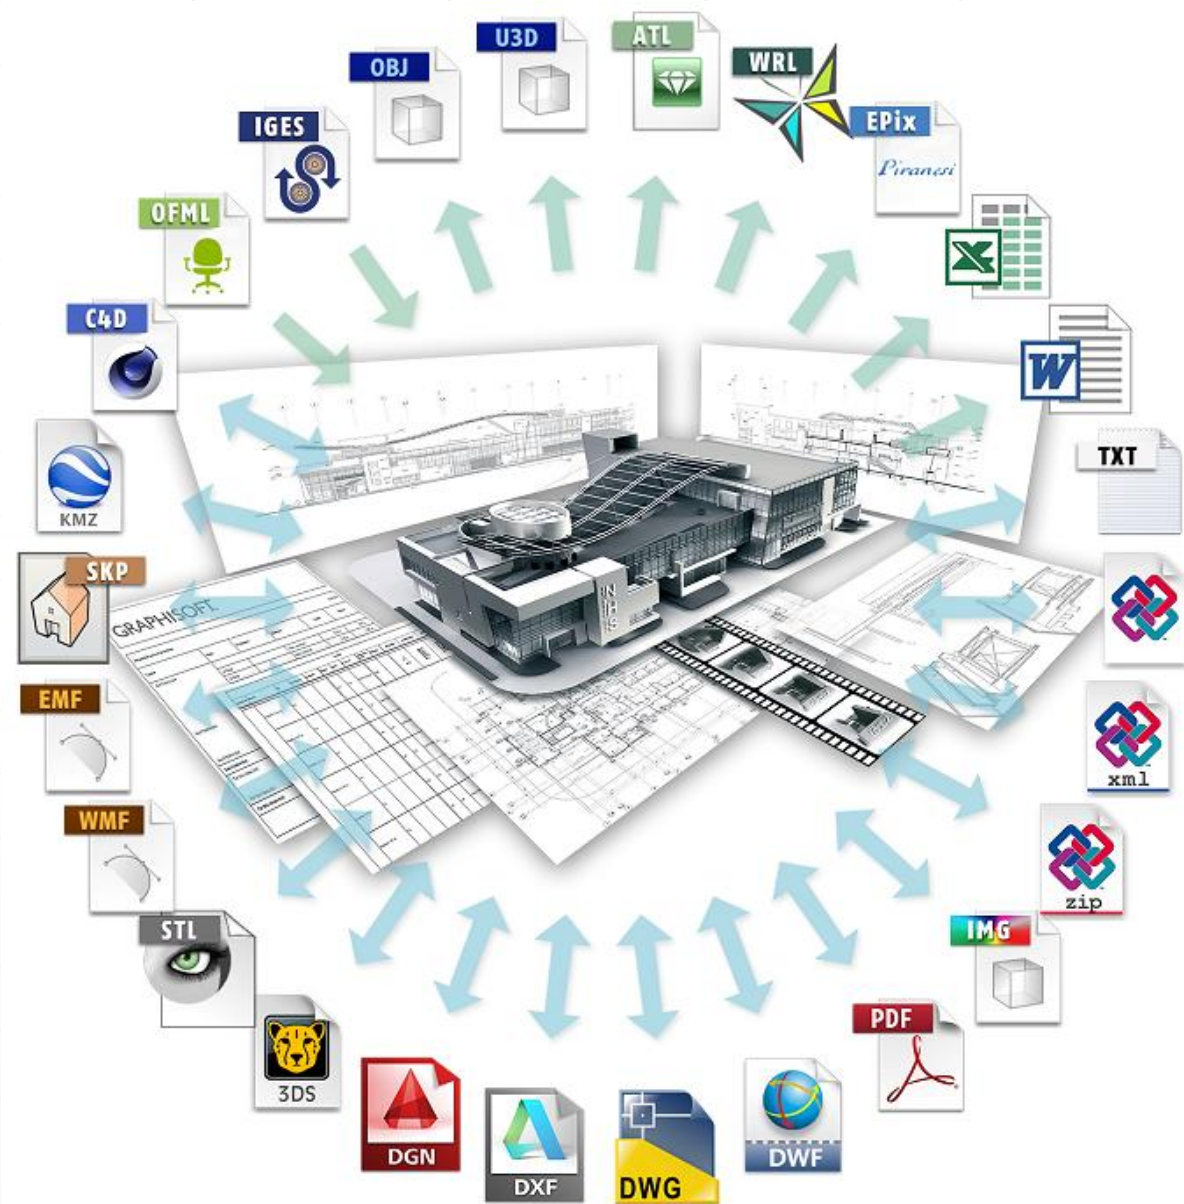 U3D
ATL
OBJ
WRL
IGES
EPix
Piranesi
OFML
C4D
W
TXT
KMZ
SKP
GRAPHISOFT
EMF
xml
WMF
zip
STL
IMG
PDF
3DS
DGN
DWF
DXF
DWG